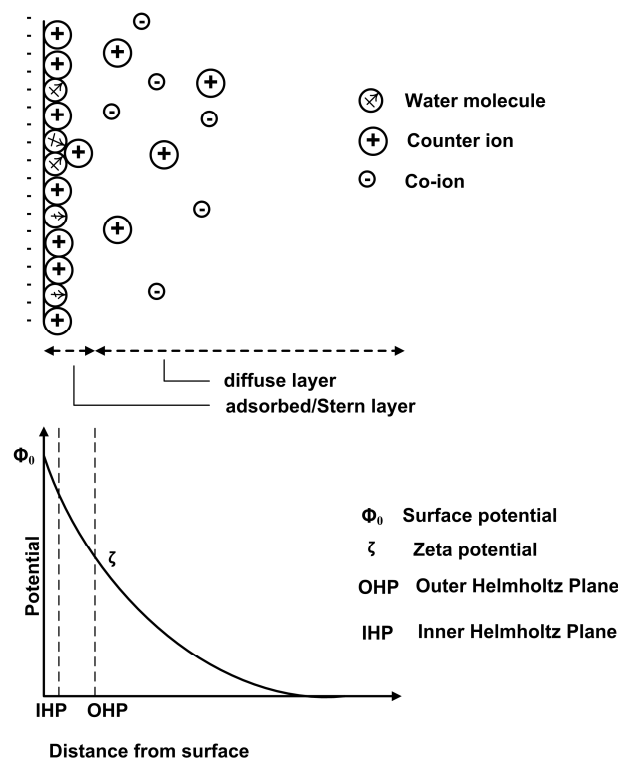 Water molecule
Counter ion
Co-ion
diffuse layer
adsorbed/Stern layer
Φ₀
Potential
ζ
Φ₀ Surface potential
ζ Zeta potential
OHP Outer Helmholtz Plane
IHP Inner Helmholtz Plane
IHP OHP
Distance from surface